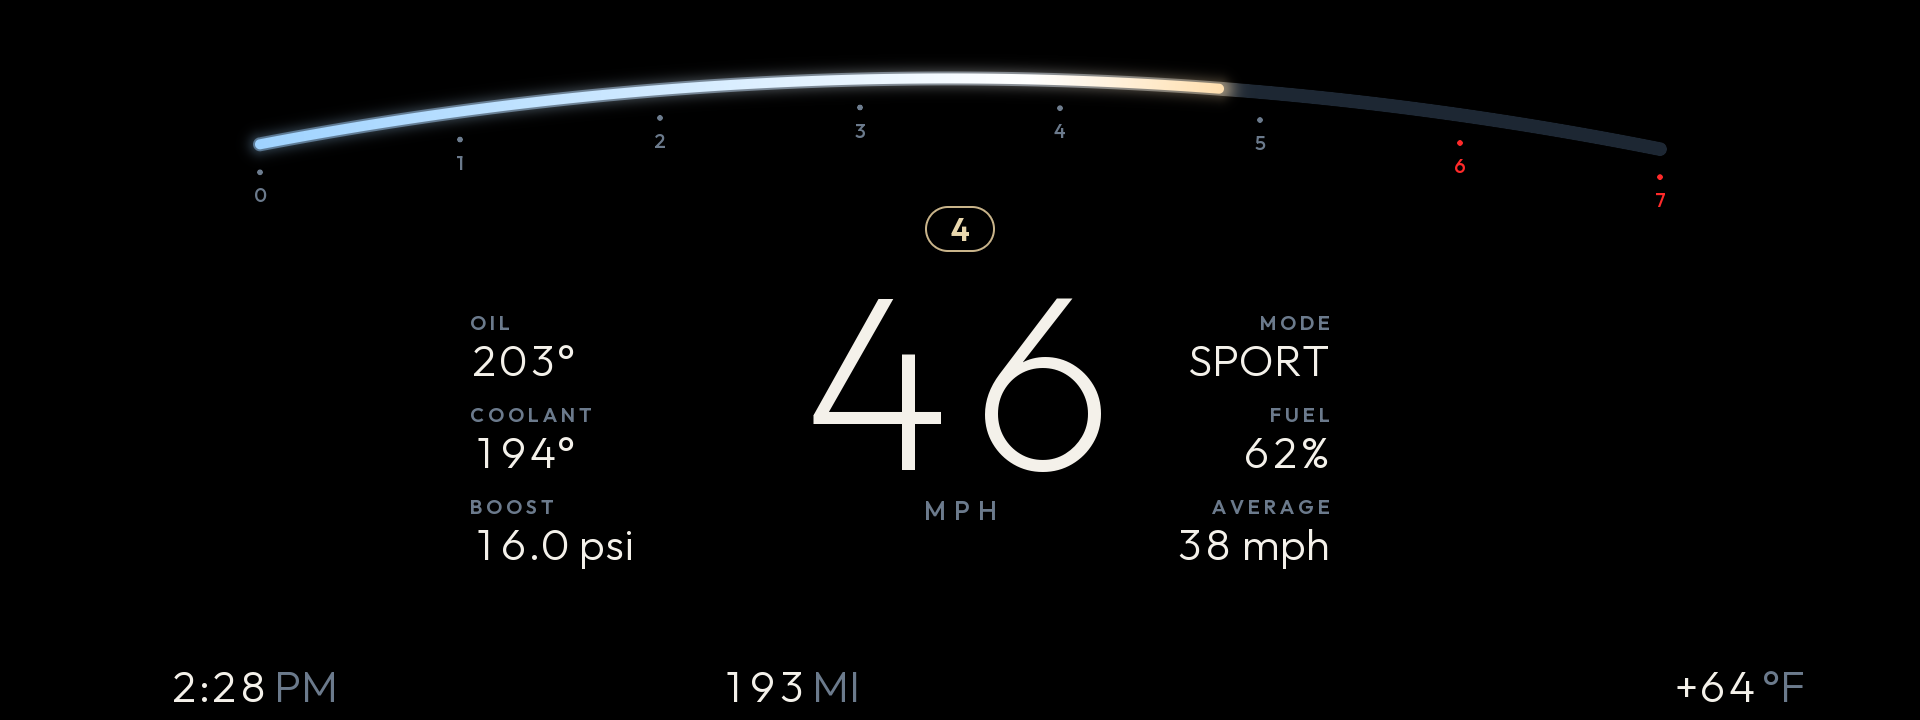 0 1 2 3 4 5 6 7
4
46
MPH
OIL
203°
COOLANT
194°
BOOST
16.0 psi
MODE
SPORT
FUEL
62%
AVERAGE
38 mph
2:28 PM
193 MI
+64 °F